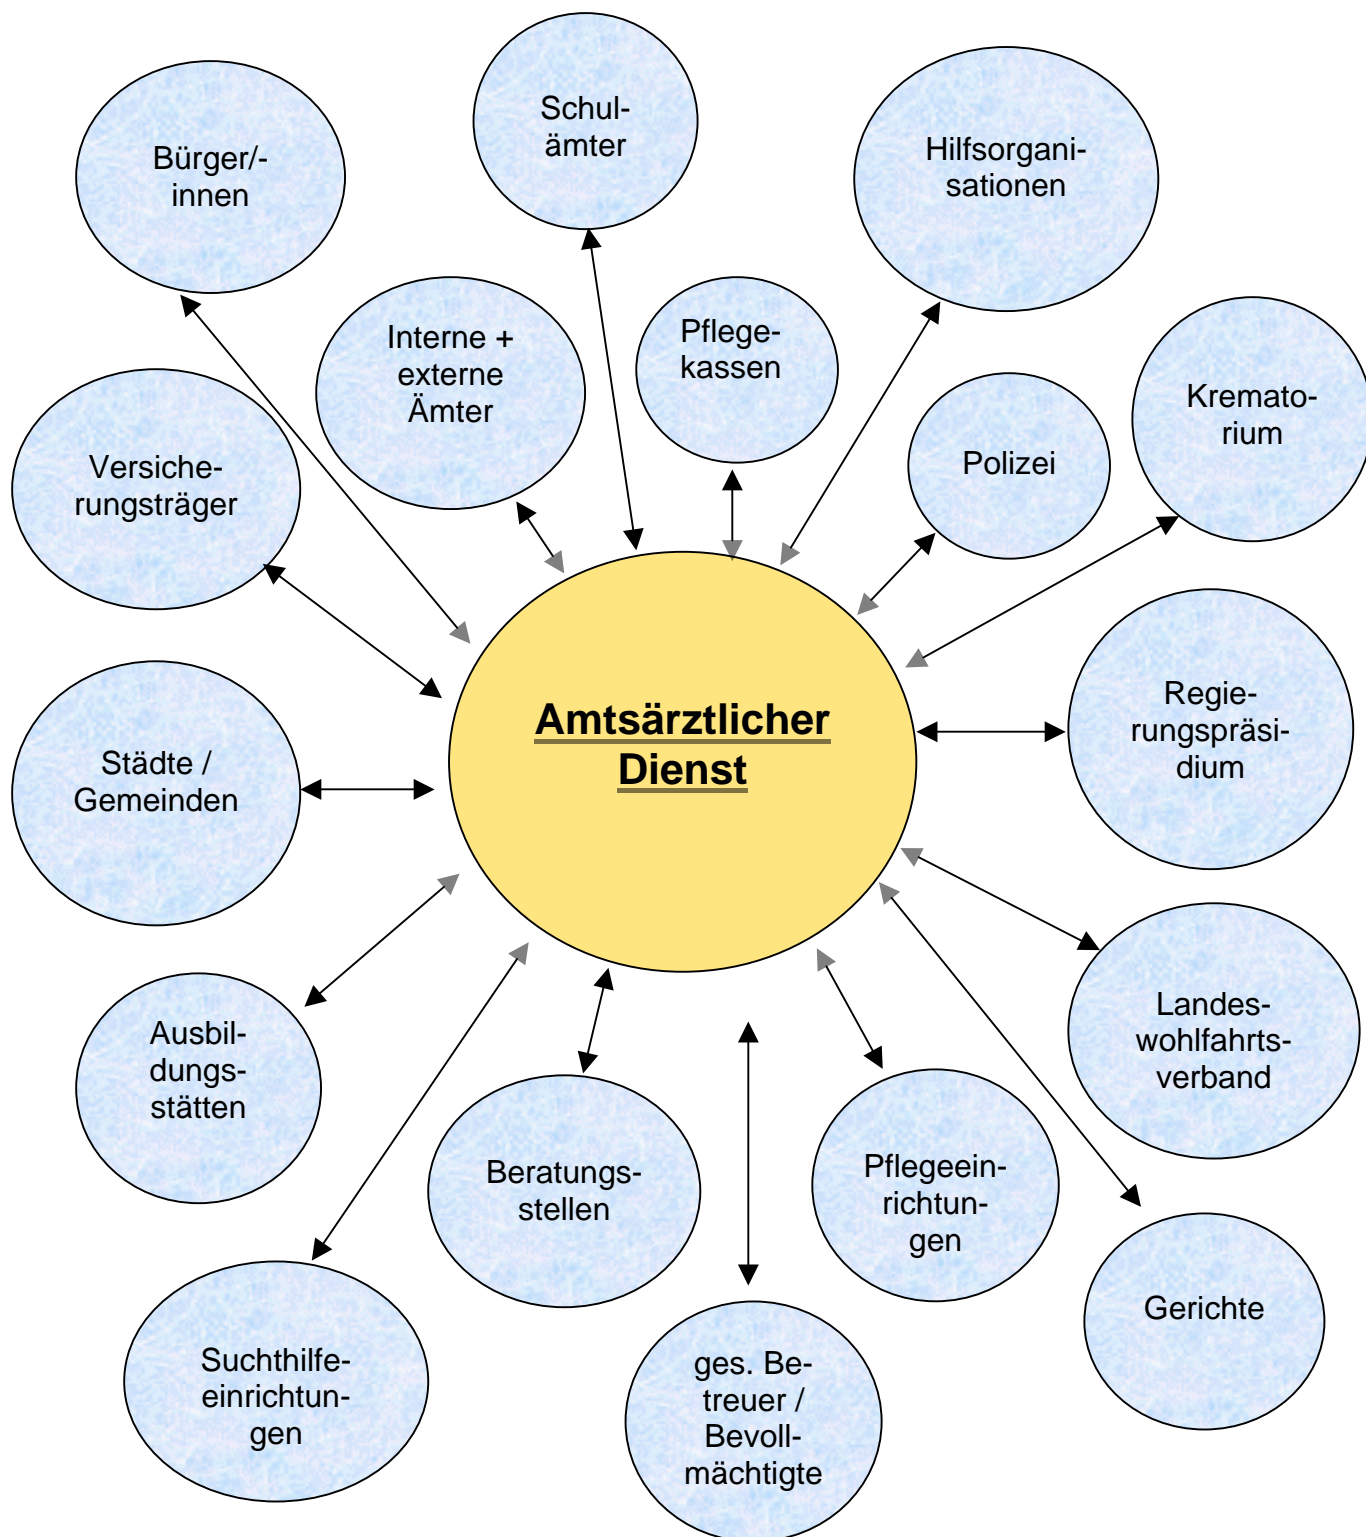 Schul-
ämter
Bürger/-
innen
Hilfsorgani-
sationen
Interne +
externe
Ämter
Pflege-
kassen
Kremato-
rium
Versiche-
rungsträger
Polizei
Amtsärztlicher
Dienst
Regie-
rungspräsi-
dium
Städte /
Gemeinden
Landes-
wohlfahrts-
verband
Ausbil-
dungs-
stätten
Beratungs-
stellen
Pflegeein-
richtun-
gen
Gerichte
Suchthilfe-
einrichtun-
gen
ges. Be-
treuer /
Bevoll-
mächtigte